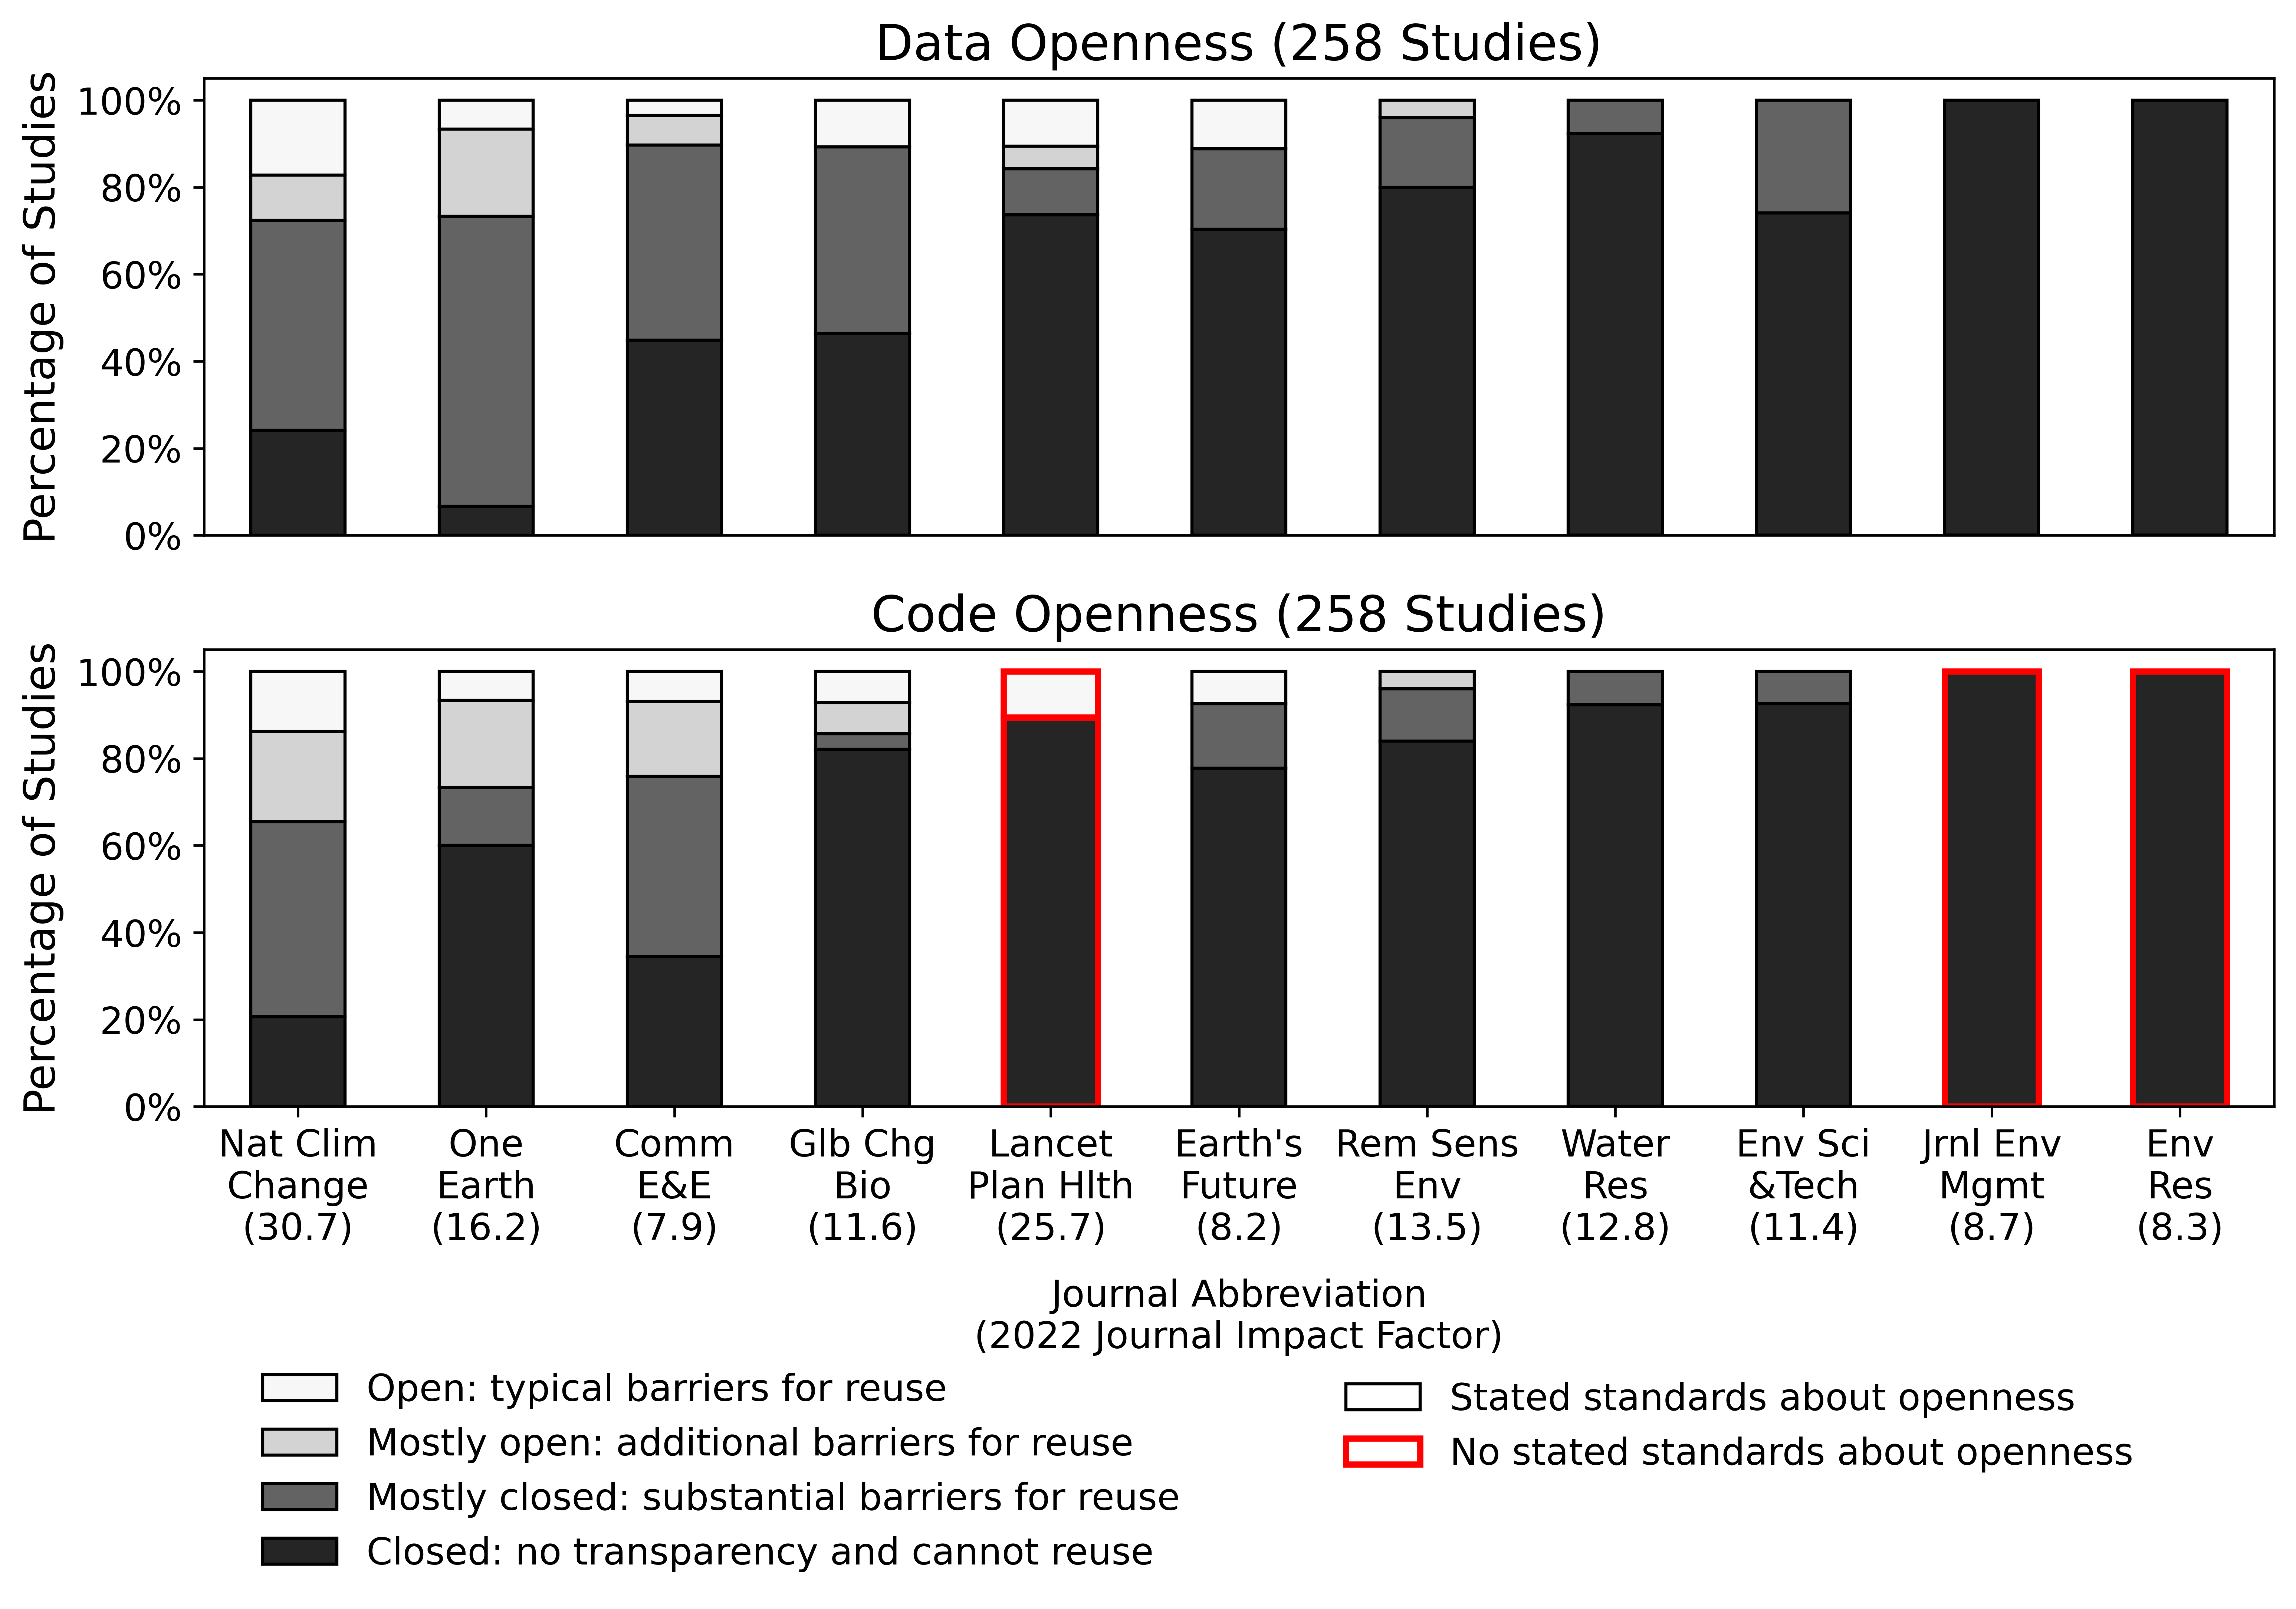 Data Openness (258 Studies)
Percentage of Studies
100%
80%
60%
40%
20%
0%
Code Openness (258 Studies)
Percentage of Studies
100%
80%
60%
40%
20%
0%
Nat Clim
Change
(30.7)
One
Earth
(16.2)
Comm
E&E
(7.9)
Glb Chg
Bio
(11.6)
Lancet
Plan Hlth
(25.7)
Earth's
Future
(8.2)
Rem Sens
Env
(13.5)
Water
Res
(12.8)
Env Sci
&Tech
(11.4)
Jrnl Env
Mgmt
(8.7)
Env
Res
(8.3)
Journal Abbreviation
(2022 Journal Impact Factor)
Open: typical barriers for reuse
Mostly open: additional barriers for reuse
Mostly closed: substantial barriers for reuse
Closed: no transparency and cannot reuse
Stated standards about openness
No stated standards about openness